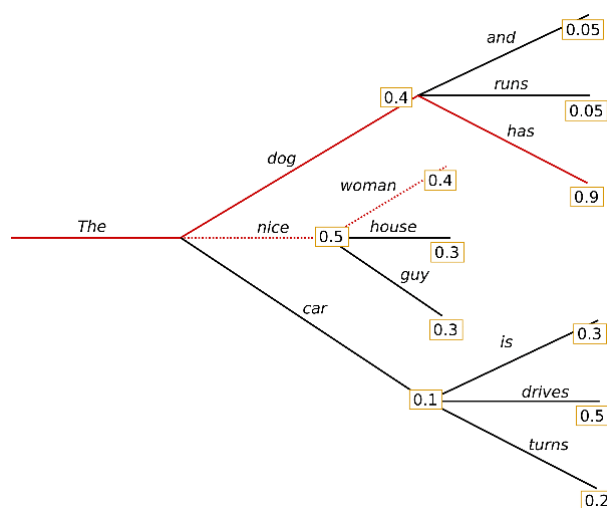 and
0.05
runs
0.4
0.05
has
dog
woman
0.4
0.9
The
nice
0.5
house
0.3
guy
car
0.3
is
0.3
drives
0.1
0.5
turns
0.2